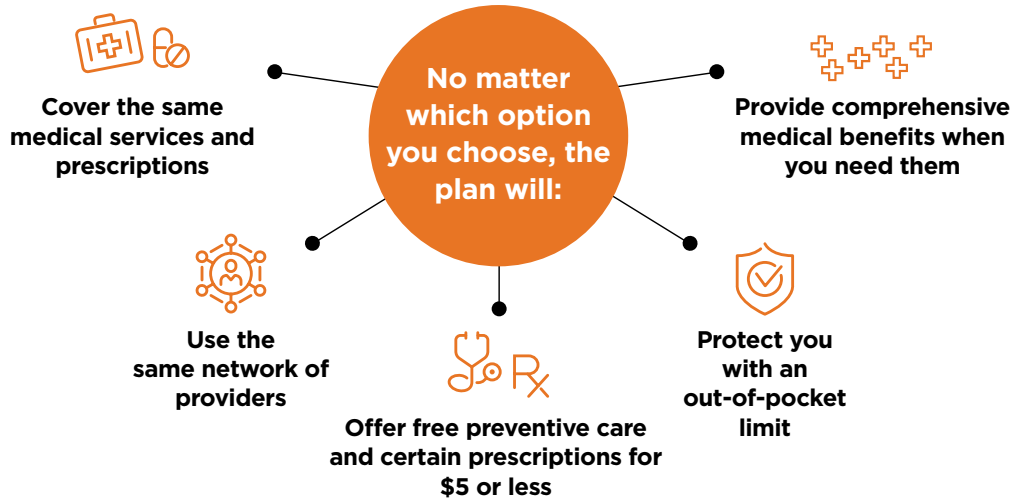 No matter
which option
you choose, the
plan will:
Cover the same
medical services and
prescriptions
Use the
same network of
providers
Offer free preventive care
and certain prescriptions for
$5 or less
Protect you
with an
out-of-pocket
limit
Provide comprehensive
medical benefits when
you need them